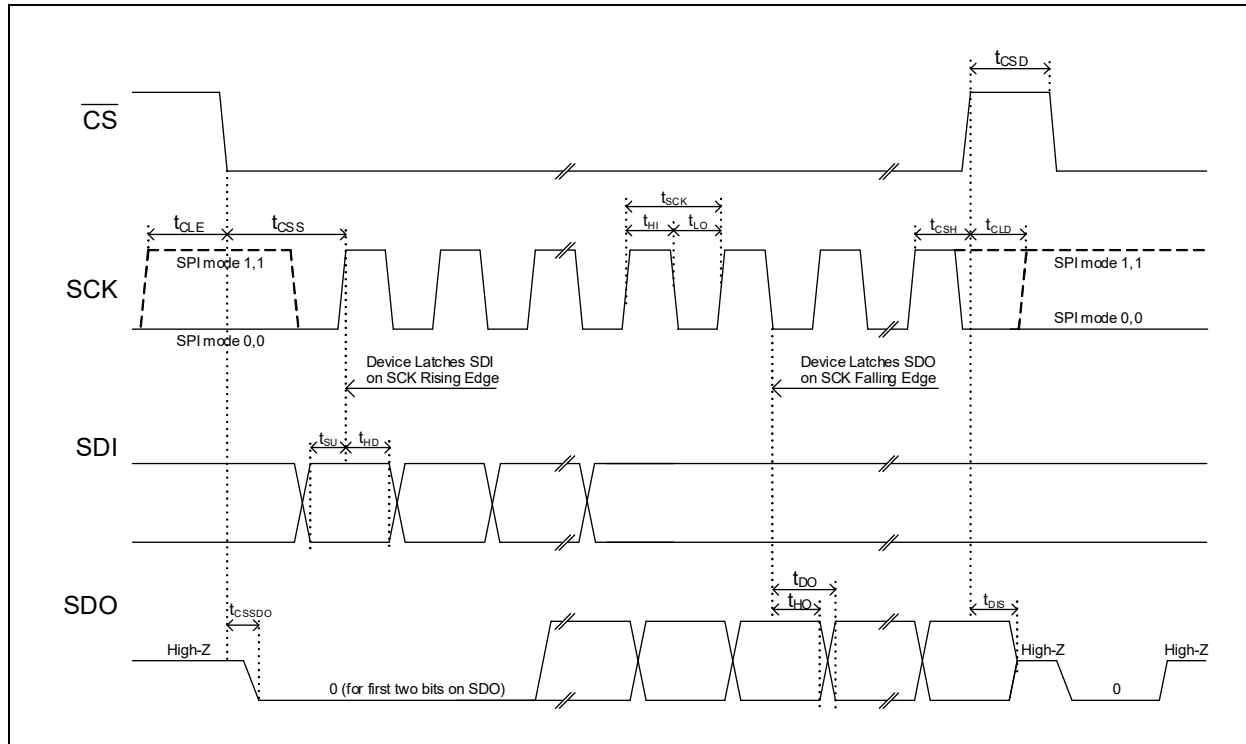 tCSD
CS
tCLE
tCSS
tSCK
tHI
tLO
tCSH
tCLD
SCK
SPI mode 1,1
SPI mode 1,1
SPI mode 0,0
SPI mode 0,0
Device Latches SDI
on SCK Rising Edge
Device Latches SDO
on SCK Falling Edge
SDI
tSU
tHD
SDO
tCSSDO
tDO
tHO
tDIS
High-Z
0 (for first two bits on SDO)
High-Z
0
High-Z